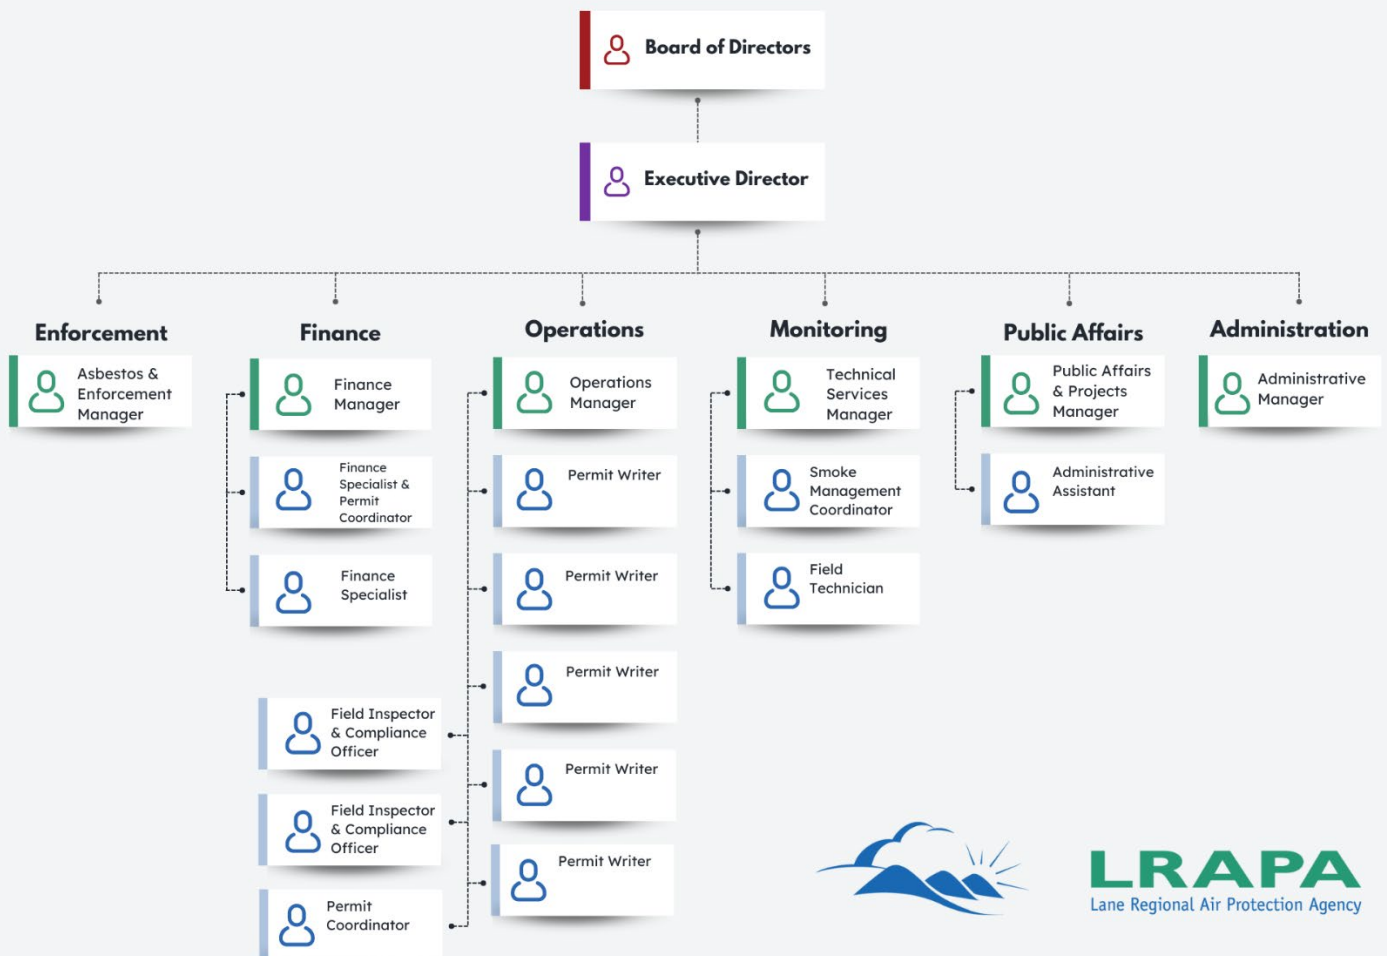 Board of Directors
Executive Director
Enforcement
Asbestos &
Enforcement
Manager
Finance
Finance
Manager
Finance
Specialist &
Permit
Coordinator
Finance
Specialist
Operations
Operations
Manager
Permit Writer
Permit Writer
Permit Writer
Permit Writer
Permit Writer
Field Inspector
& Compliance
Officer
Field Inspector
& Compliance
Officer
Permit
Coordinator
Monitoring
Technical
Services
Manager
Smoke
Management
Coordinator
Field
Technician
Public Affairs
Public Affairs
& Projects
Manager
Administrative
Assistant
Administration
Administrative
Manager
LRAPA
Lane Regional Air Protection Agency